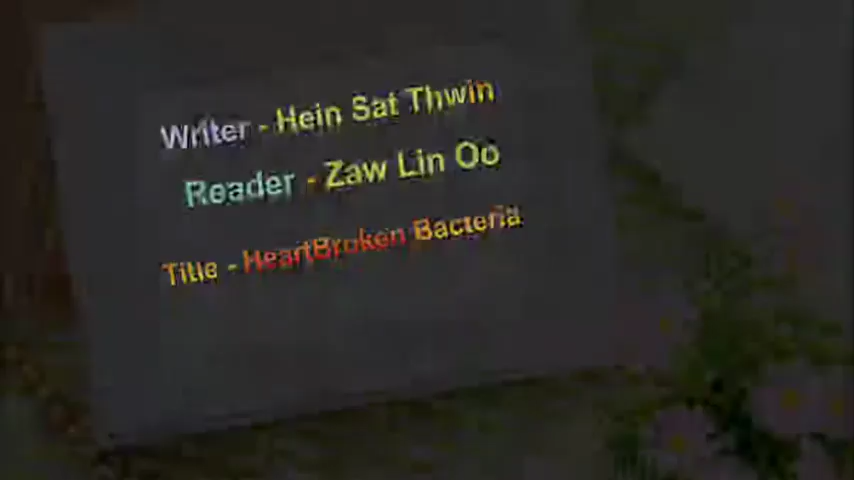 Writer - Hein Sat Thwin
Reader - Zaw Lin Oo
Title - HeartBroken Bacteria